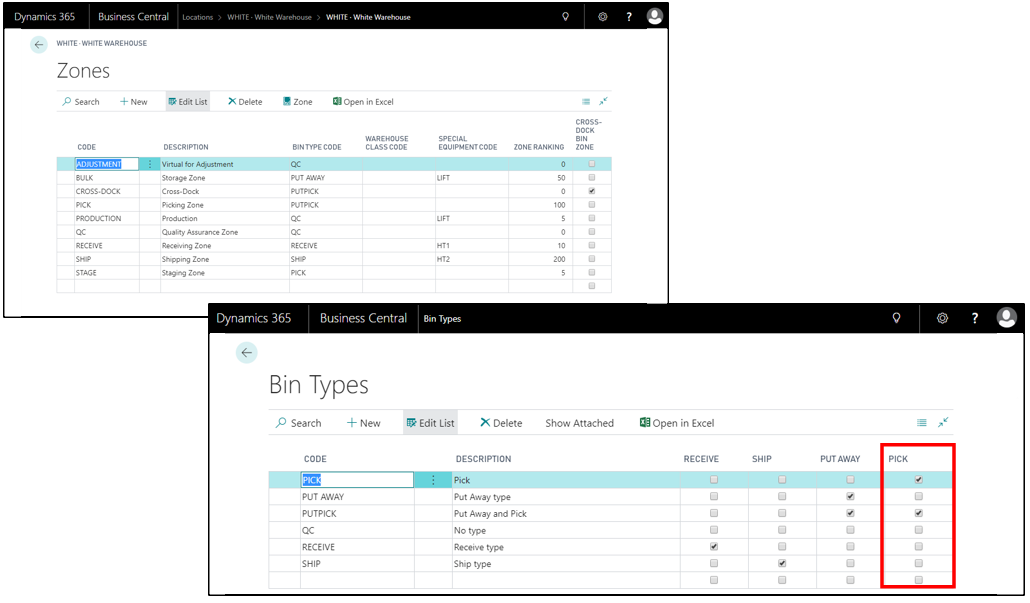 Dynamics 365 Business Central Locations > WHITE · White Warehouse > WHITE · White Warehouse ?
WHITE · WHITE WAREHOUSE
Zones
Search + New Edit List Delete Zone Open in Excel
CODE DESCRIPTION BIN TYPE CODE WAREHOUSE CLASS CODE SPECIAL EQUIPMENT CODE ZONE RANKING CROSS-DOCK BIN ZONE
ADJUSTMENT Virtual for Adjustment QC 0
BULK Storage Zone PUT AWAY LIFT 50
CROSS-DOCK Cross-Dock PUTPICK 0
PICK Picking Zone PUTPICK 100
PRODUCTION Production QC LIFT 5
QC Quality Assurance Zone QC 0
RECEIVE Receiving Zone RECEIVE HT1 10
SHIP Shipping Zone SHIP HT2 200
STAGE Staging Zone PICK 5
Dynamics 365 Business Central Bin Types ?
Bin Types
Search + New Edit List Delete Show Attached Open in Excel
CODE DESCRIPTION RECEIVE SHIP PUT AWAY PICK
PICK Pick
PUT AWAY Put Away type
PUTPICK Put Away and Pick
QC No type
RECEIVE Receive type
SHIP Ship type